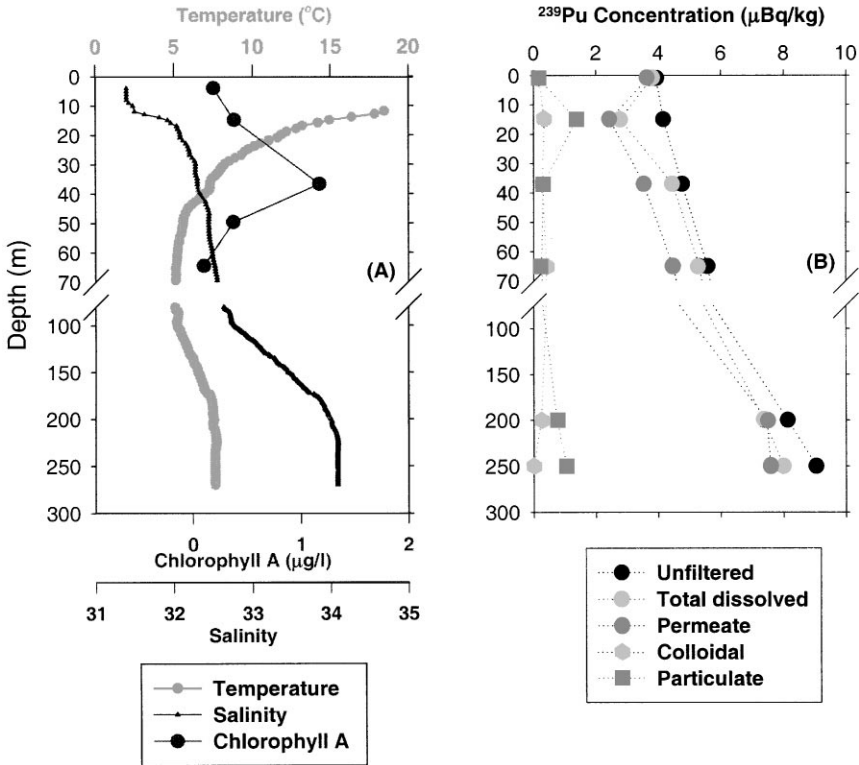 Temperature (°C)
0 5 10 15 20
0
10
20
30
40
50
60
70
100
150
200
250
300
Depth (m)
(A)
0 1 2
Chlorophyll A (µg/l)
31 32 33 34 35
Salinity
Temperature
Salinity
Chlorophyll A
²³⁹Pu Concentration (µBq/kg)
0 2 4 6 8 10
0
10
20
30
40
50
60
70
100
150
200
250
300
(B)
Unfiltered
Total dissolved
Permeate
Colloidal
Particulate